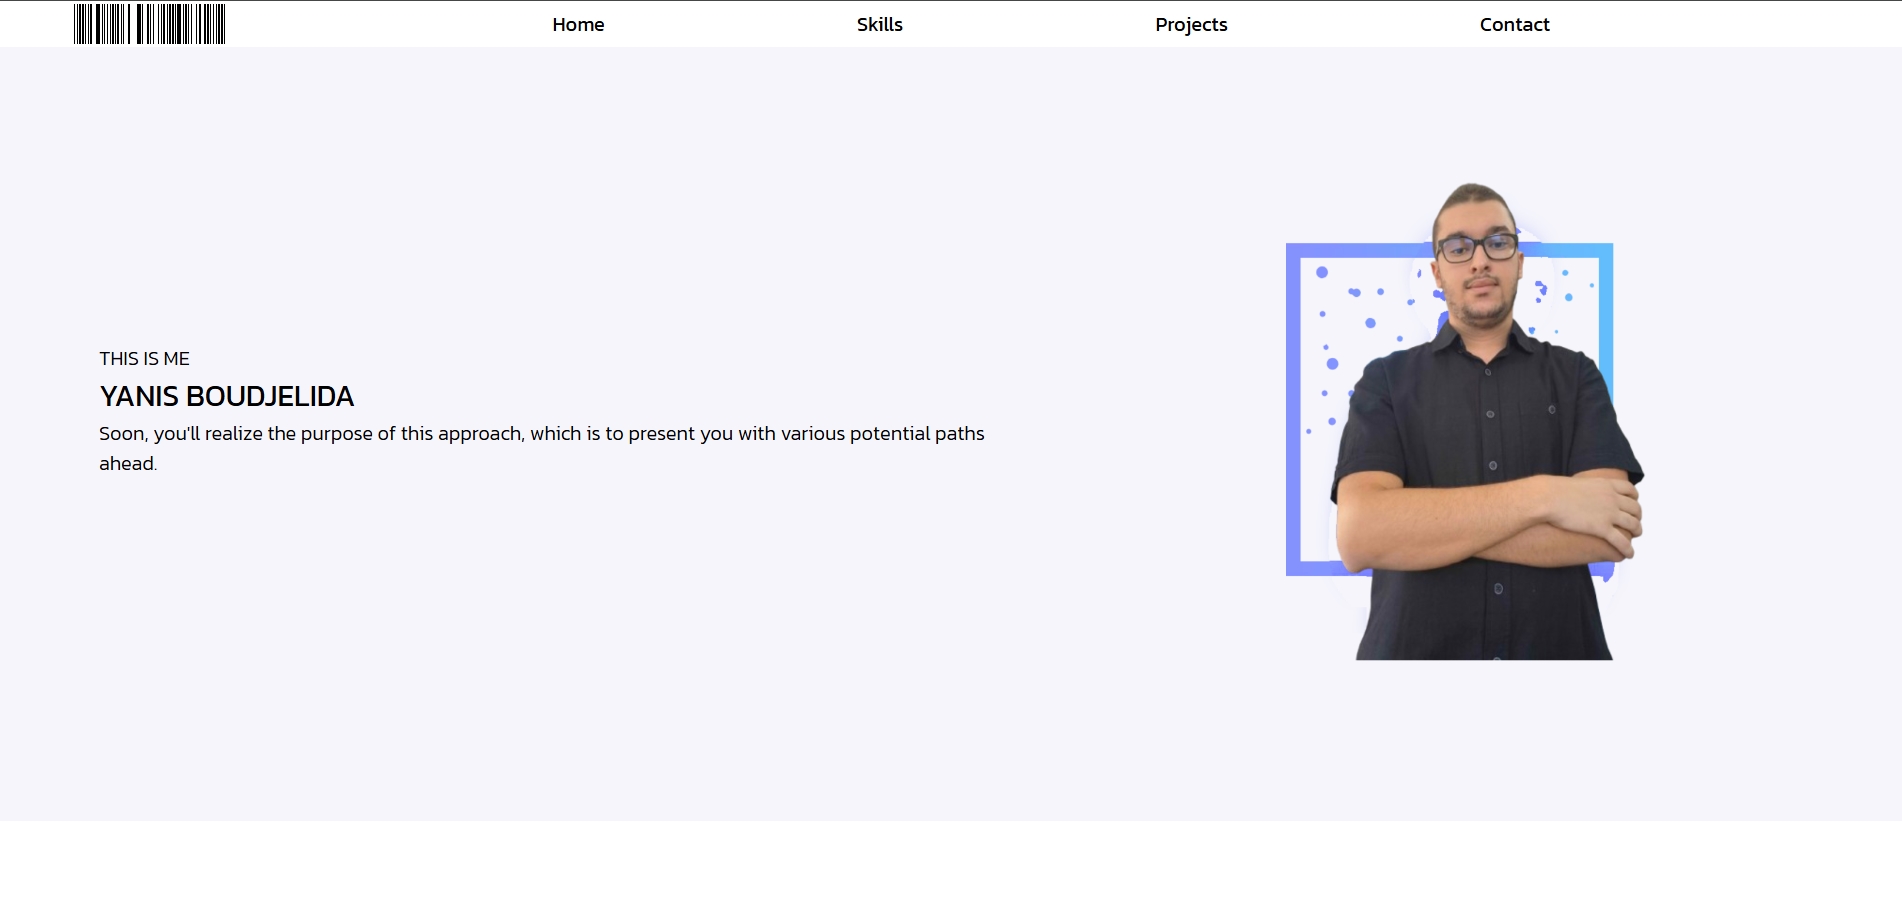 Home Skills Projects Contact
THIS IS ME
YANIS BOUDJELIDA
Soon, you'll realize the purpose of this approach, which is to present you with various potential paths
ahead.